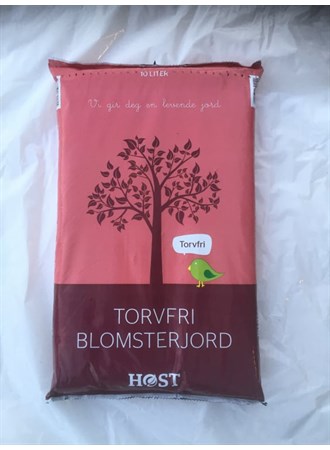 10 LITER
Vi gir deg en levende jord
Torvfri
TORVFRI
BLOMSTERJORD
HØST